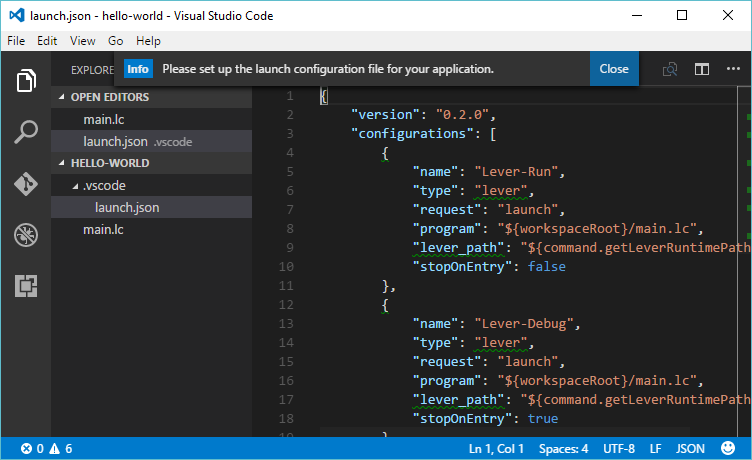 launch.json - hello-world - Visual Studio Code
File Edit View Go Help
EXPLORE
Info Please set up the launch configuration file for your application. Close
OPEN EDITORS
main.lc
launch.json .vscode
HELLO-WORLD
.vscode
launch.json
main.lc
1 {
2 "version": "0.2.0",
3 "configurations": [
4 {
5 "name": "Lever-Run",
6 "type": "lever",
7 "request": "launch",
8 "program": "${workspaceRoot}/main.lc",
9 "lever_path": "${command.getLeverRuntimePath
10 "stopOnEntry": false
11 },
12 {
13 "name": "Lever-Debug",
14 "type": "lever",
15 "request": "launch",
16 "program": "${workspaceRoot}/main.lc",
17 "lever_path": "${command.getLeverRuntimePath
18 "stopOnEntry": true
0 6 Ln 1, Col 1 Spaces: 4 UTF-8 LF JSON